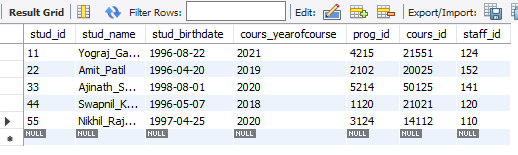 Result Grid Filter Rows: Edit: Export/Import:
stud_id stud_name stud_birthdate cours_yearofcourse prog_id cours_id staff_id
11 Yograj_Ga... 1996-08-22 2021 4215 21551 124
22 Amit_Patil 1996-04-20 2019 2102 20025 152
33 Ajinath_S... 1998-08-01 2020 5214 50125 141
44 Swapnil_K... 1996-05-07 2018 1120 21021 120
55 Nikhil_Raj... 1997-04-25 2020 3124 14112 110
NULL NULL NULL NULL NULL NULL NULL